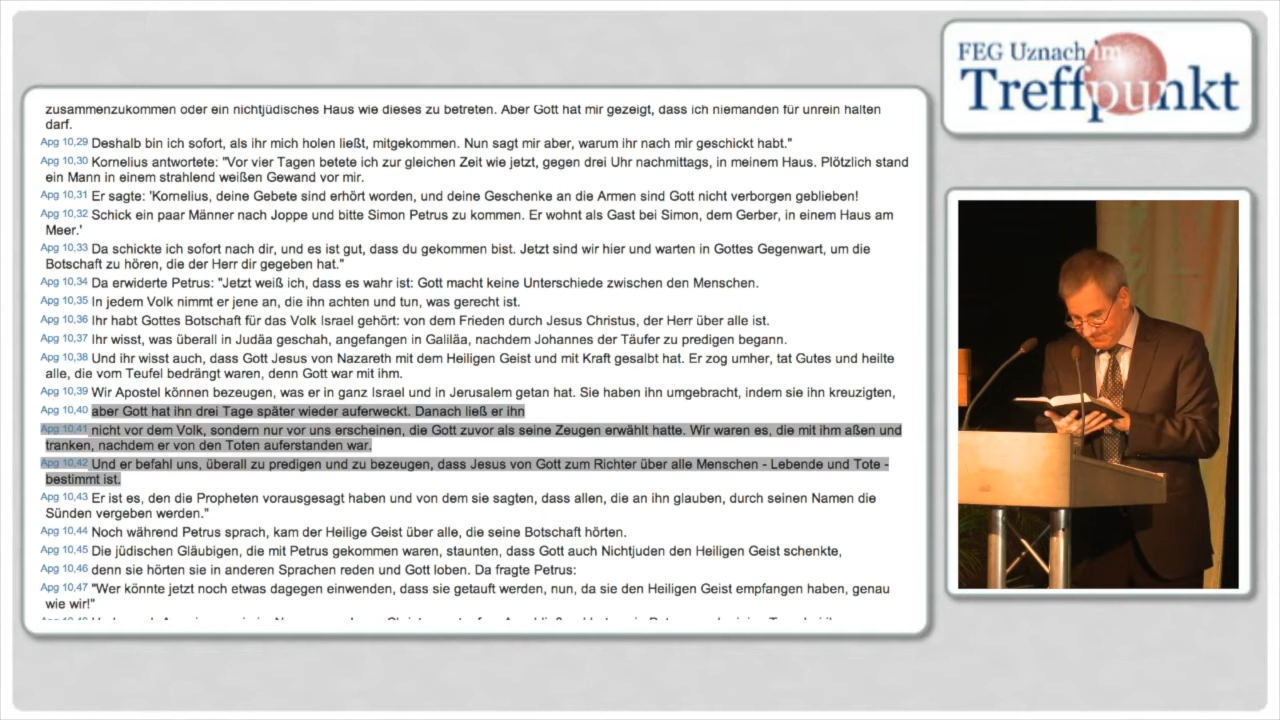 zusammenzukommen oder ein nichtjüdisches Haus wie dieses zu betreten. Aber Gott hat mir gezeigt, dass ich niemanden für unrein halten
darf.
Apg 10,29 Deshalb bin ich sofort, als ihr mich holen ließt, mitgekommen. Nun sagt mir aber, warum ihr nach mir geschickt habt."
Apg 10,30 Kornelius antwortete: "Vor vier Tagen betete ich zur gleichen Zeit wie jetzt, gegen drei Uhr nachmittags, in meinem Haus. Plötzlich stand
ein Mann in einem strahlend weißen Gewand vor mir.
Apg 10,31 Er sagte: 'Kornelius, deine Gebete sind erhört worden, und deine Geschenke an die Armen sind Gott nicht verborgen geblieben!
Apg 10,32 Schick ein paar Männer nach Joppe und bitte Simon Petrus zu kommen. Er wohnt als Gast bei Simon, dem Gerber, in einem Haus am
Meer.'
Apg 10,33 Da schickte ich sofort nach dir, und es ist gut, dass du gekommen bist. Jetzt sind wir hier und warten in Gottes Gegenwart, um die
Botschaft zu hören, die der Herr dir gegeben hat."
Apg 10,34 Da erwiderte Petrus: "Jetzt weiß ich, dass es wahr ist: Gott macht keine Unterschiede zwischen den Menschen.
Apg 10,35 In jedem Volk nimmt er jene an, die ihn achten und tun, was gerecht ist.
Apg 10,36 Ihr habt Gottes Botschaft für das Volk Israel gehört: von dem Frieden durch Jesus Christus, der Herr über alle ist.
Apg 10,37 Ihr wisst, was überall in Judäa geschah, angefangen in Galiläa, nachdem Johannes der Täufer zu predigen begann.
Apg 10,38 Und ihr wisst auch, dass Gott Jesus von Nazareth mit dem Heiligen Geist und mit Kraft gesalbt hat. Er zog umher, tat Gutes und heilte
alle, die vom Teufel bedrängt waren, denn Gott war mit ihm.
Apg 10,39 Wir Apostel können bezeugen, was er in ganz Israel und in Jerusalem getan hat. Sie haben ihn umgebracht, indem sie ihn kreuzigten,
Apg 10,40 aber Gott hat ihn drei Tage später wieder auferweckt. Danach ließ er ihn
Apg 10,41 nicht vor dem Volk, sondern nur vor uns erscheinen, die Gott zuvor als seine Zeugen erwählt hatte. Wir waren es, die mit ihm aßen und
tranken, nachdem er von den Toten auferstanden war.
Apg 10,42 Und er befahl uns, überall zu predigen und zu bezeugen, dass Jesus von Gott zum Richter über alle Menschen - Lebende und Tote -
bestimmt ist.
Apg 10,43 Er ist es, den die Propheten vorausgesagt haben und von dem sie sagten, dass allen, die an ihn glauben, durch seinen Namen die
Sünden vergeben werden."
Apg 10,44 Noch während Petrus sprach, kam der Heilige Geist über alle, die seine Botschaft hörten.
Apg 10,45 Die jüdischen Gläubigen, die mit Petrus gekommen waren, staunten, dass Gott auch Nichtjuden den Heiligen Geist schenkte,
Apg 10,46 denn sie hörten sie in anderen Sprachen reden und Gott loben. Da fragte Petrus:
Apg 10,47 "Wer könnte jetzt noch etwas dagegen einwenden, dass sie getauft werden, nun, da sie den Heiligen Geist empfangen haben, genau
wie wir!"
FEG Uznach im
Treffpunkt